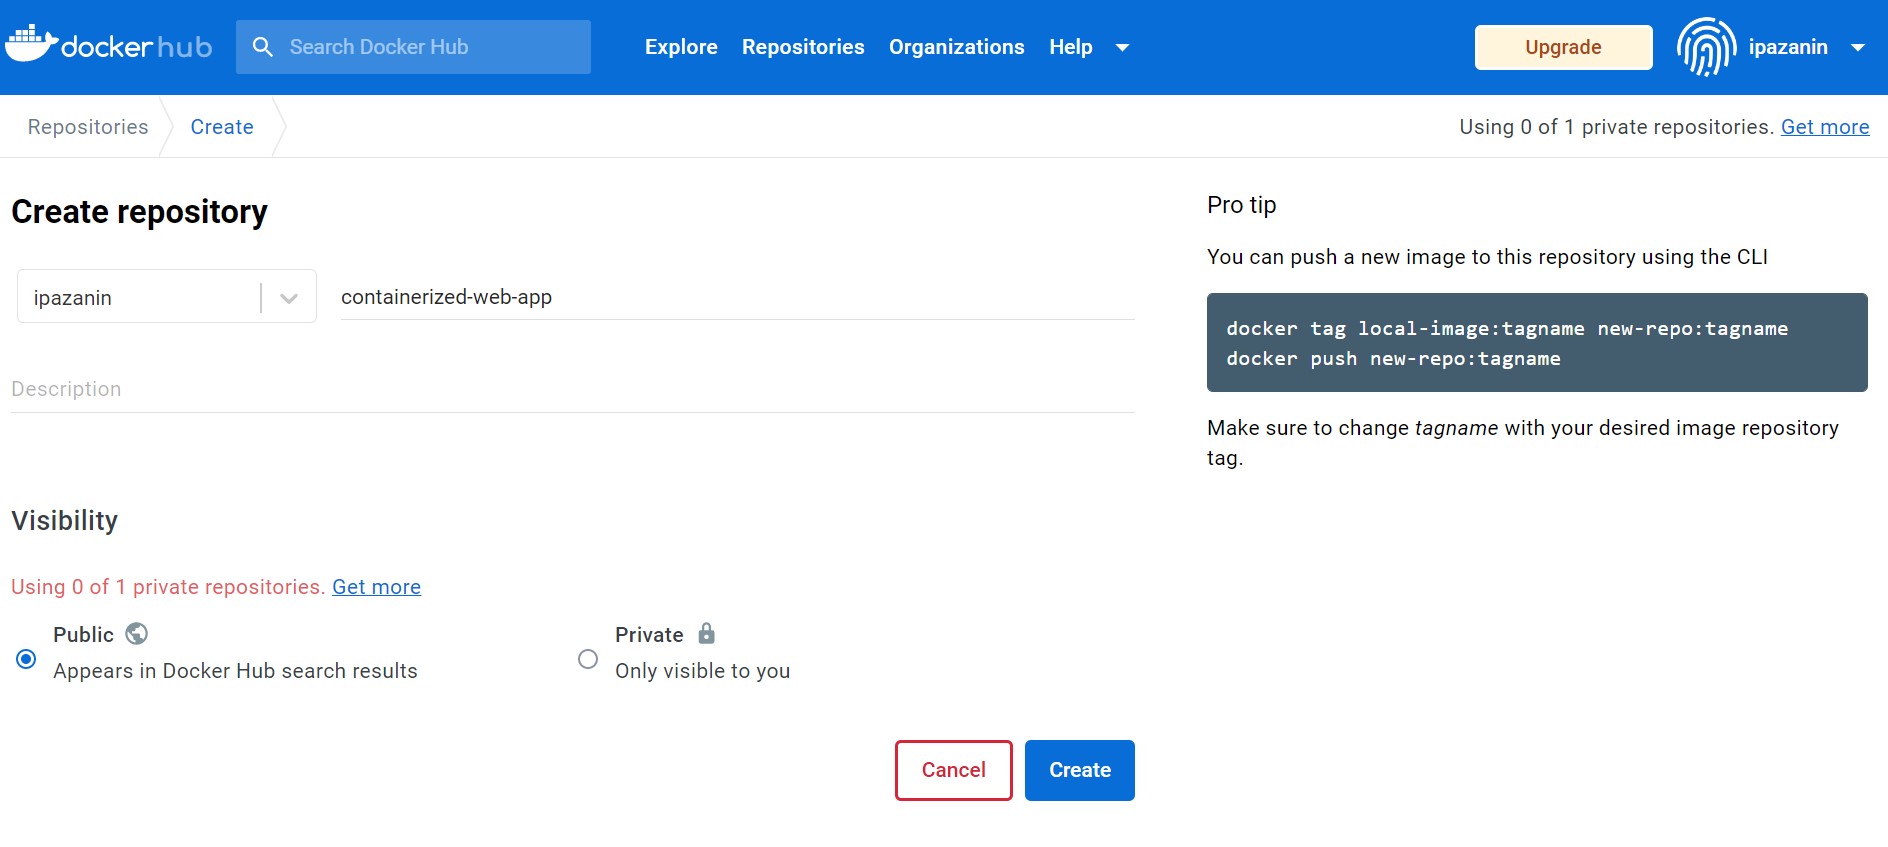 dockerhub
Search Docker Hub
Explore
Repositories
Organizations
Help
Upgrade
ipazanin
Repositories
Create
Using 0 of 1 private repositories. Get more
Create repository
ipazanin
containerized-web-app
Description
Visibility
Using 0 of 1 private repositories. Get more
Public
Appears in Docker Hub search results
Private
Only visible to you
Cancel
Create
Pro tip
You can push a new image to this repository using the CLI
docker tag local-image:tagname new-repo:tagname
docker push new-repo:tagname
Make sure to change tagname with your desired image repository
tag.